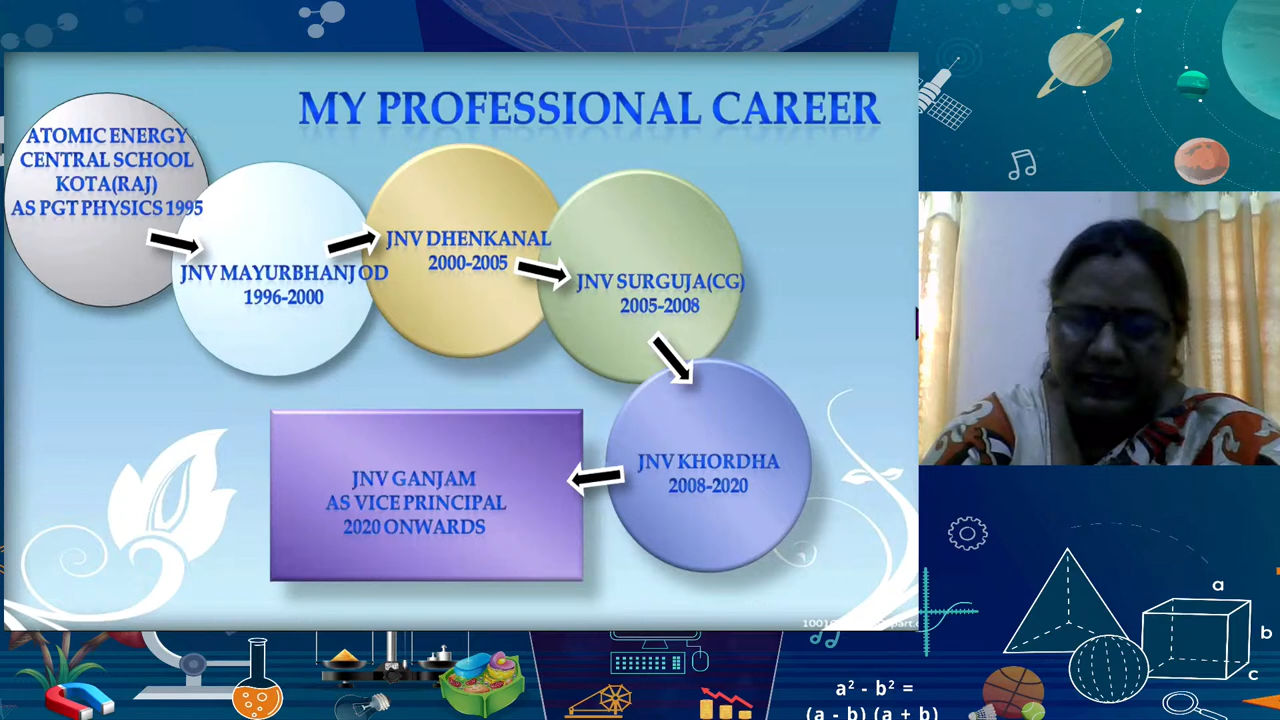 MY PROFESSIONAL CAREER
ATOMIC ENERGY
CENTRAL SCHOOL
KOTA(RAJ)
AS PGT PHYSICS 1995
JNV MAYURBHANJ OD
1996-2000
JNV DHENKANAL
2000-2005
JNV SURGUJA(CG)
2005-2008
JNV KHORDHA
2008-2020
JNV GANJAM
AS VICE PRINCIPAL
2020 ONWARDS
a
b
c
a² - b² =
(a - b) (a + b)